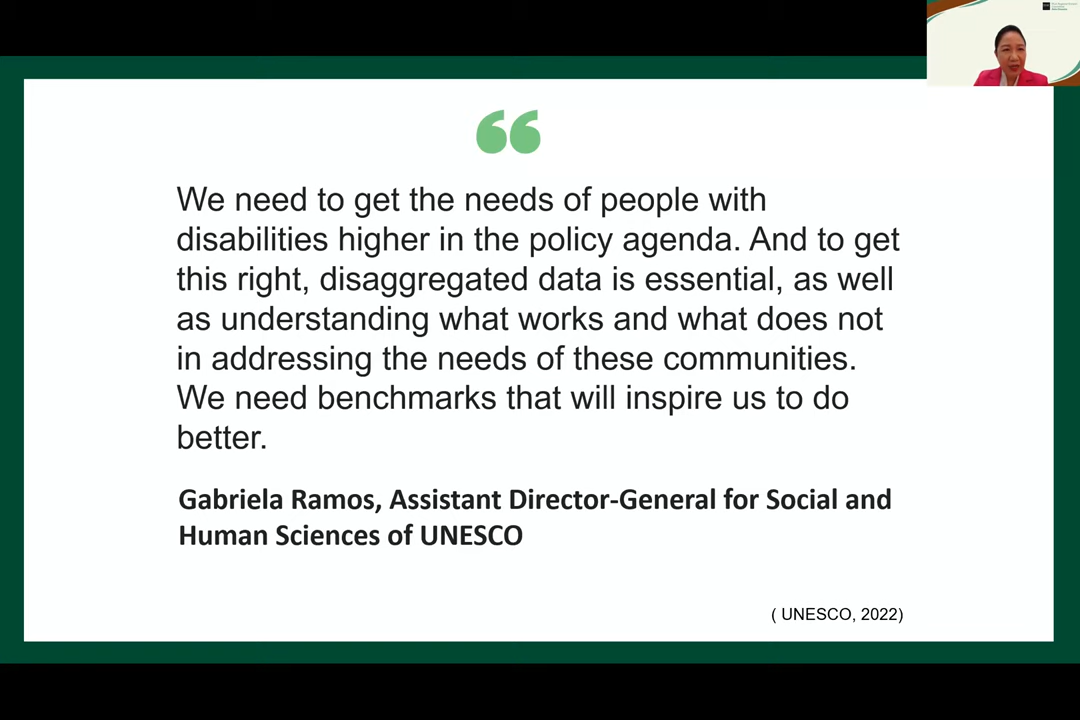 “
We need to get the needs of people with
disabilities higher in the policy agenda. And to get
this right, disaggregated data is essential, as well
as understanding what works and what does not
in addressing the needs of these communities.
We need benchmarks that will inspire us to do
better.
Gabriela Ramos, Assistant Director-General for Social and
Human Sciences of UNESCO
( UNESCO, 2022)